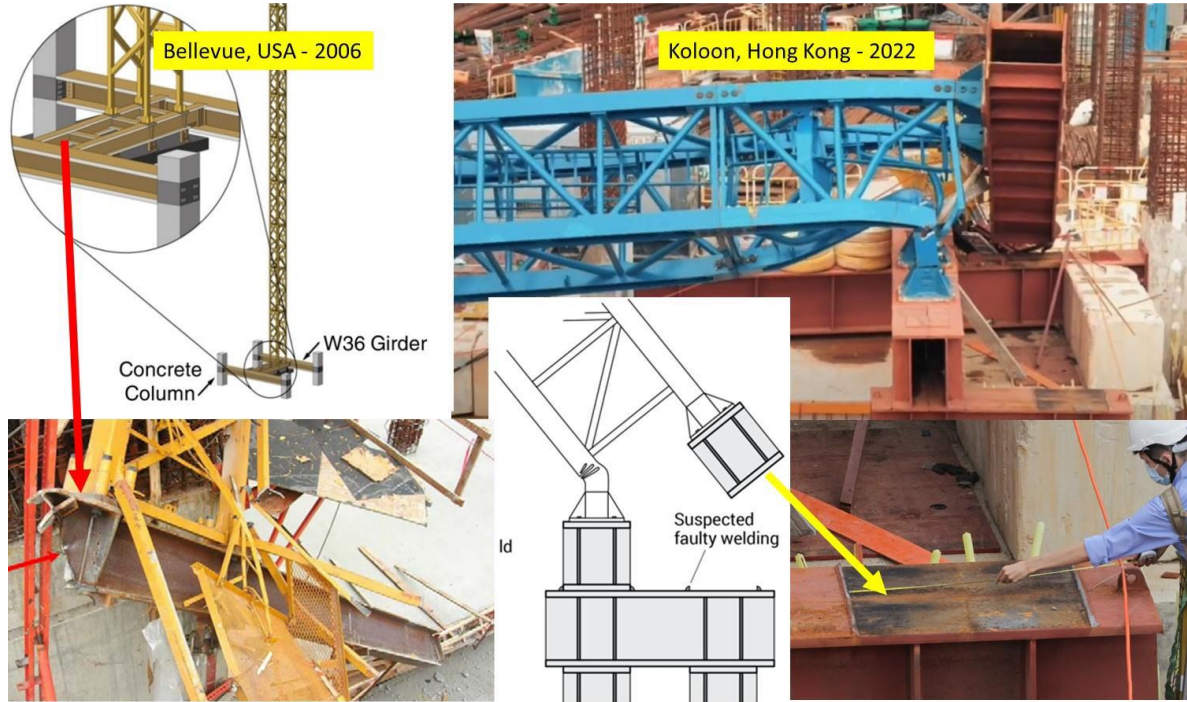 Bellevue, USA - 2006
Koloon, Hong Kong - 2022
W36 Girder
Concrete
Column
Suspected
faulty welding
ld